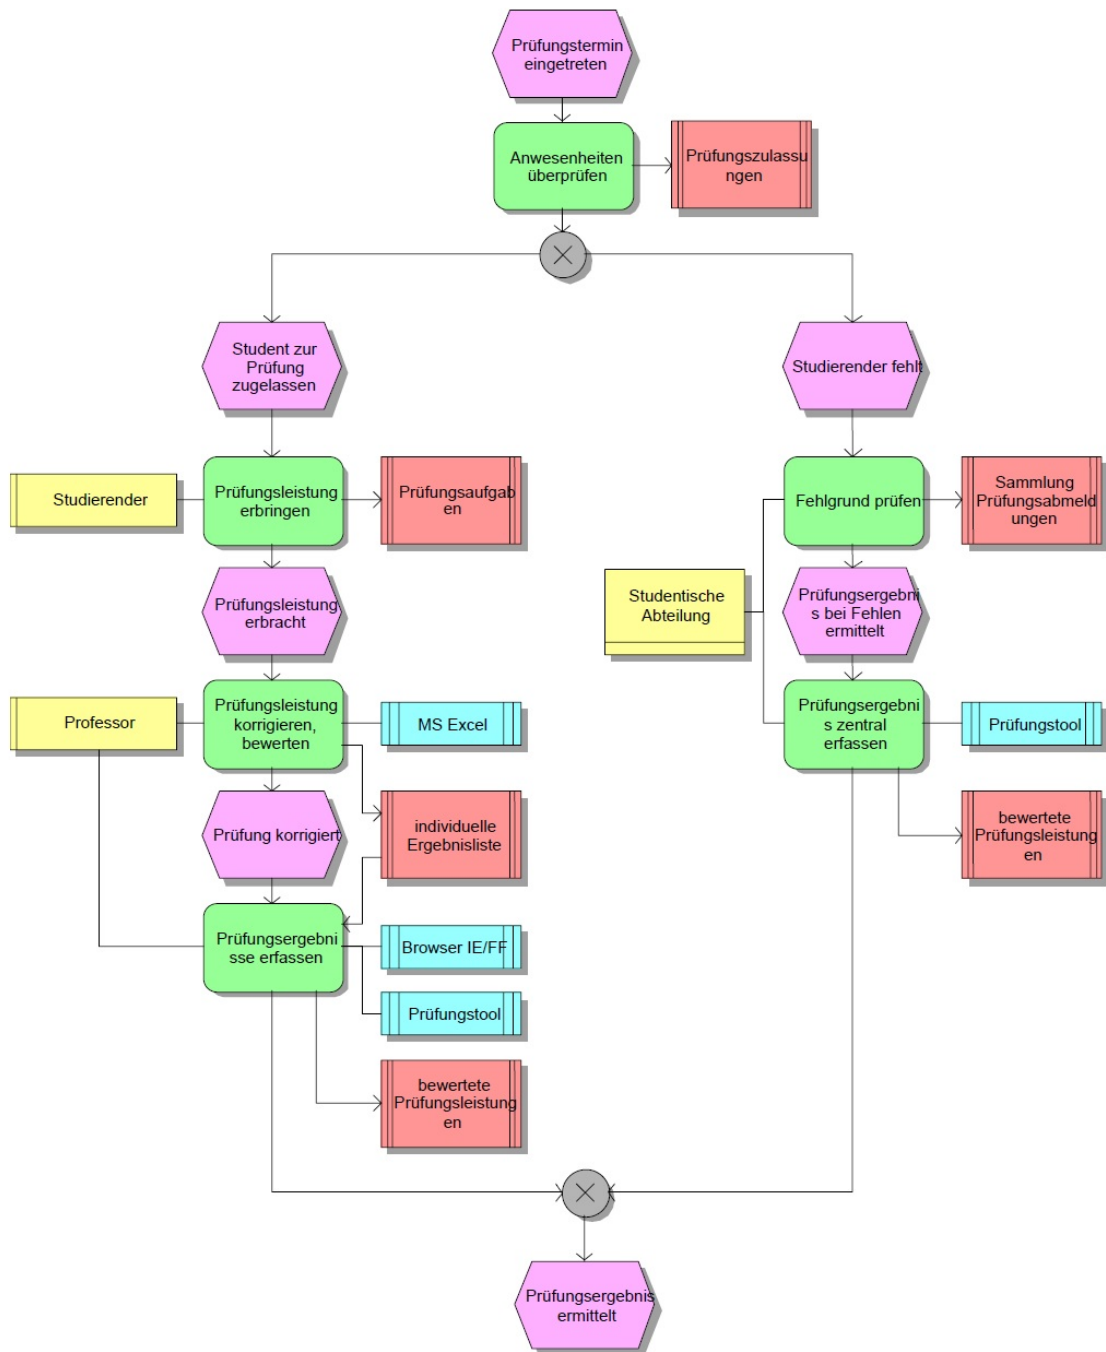 Prüfungstermin
eingetreten
Anwesenheiten
überprüfen
Prüfungszulassu
ngen
Student zur
Prüfung
zugelassen
Studierender fehlt
Studierender
Prüfungsleistung
erbringen
Prüfungsaufgab
en
Fehlgrund prüfen
Sammlung
Prüfungsabmeld
ungen
Prüfungsleistung
erbracht
Studentische
Abteilung
Prüfungsergebni
s bei Fehlen
ermittelt
Professor
Prüfungsleistung
korrigieren,
bewerten
MS Excel
Prüfungsergebni
s zentral
erfassen
Prüfungstool
Prüfung korrigiert
individuelle
Ergebnisliste
bewertete
Prüfungsleistung
en
Prüfungsergebni
sse erfassen
Browser IE/FF
Prüfungstool
bewertete
Prüfungsleistung
en
Prüfungsergebnis
ermittelt